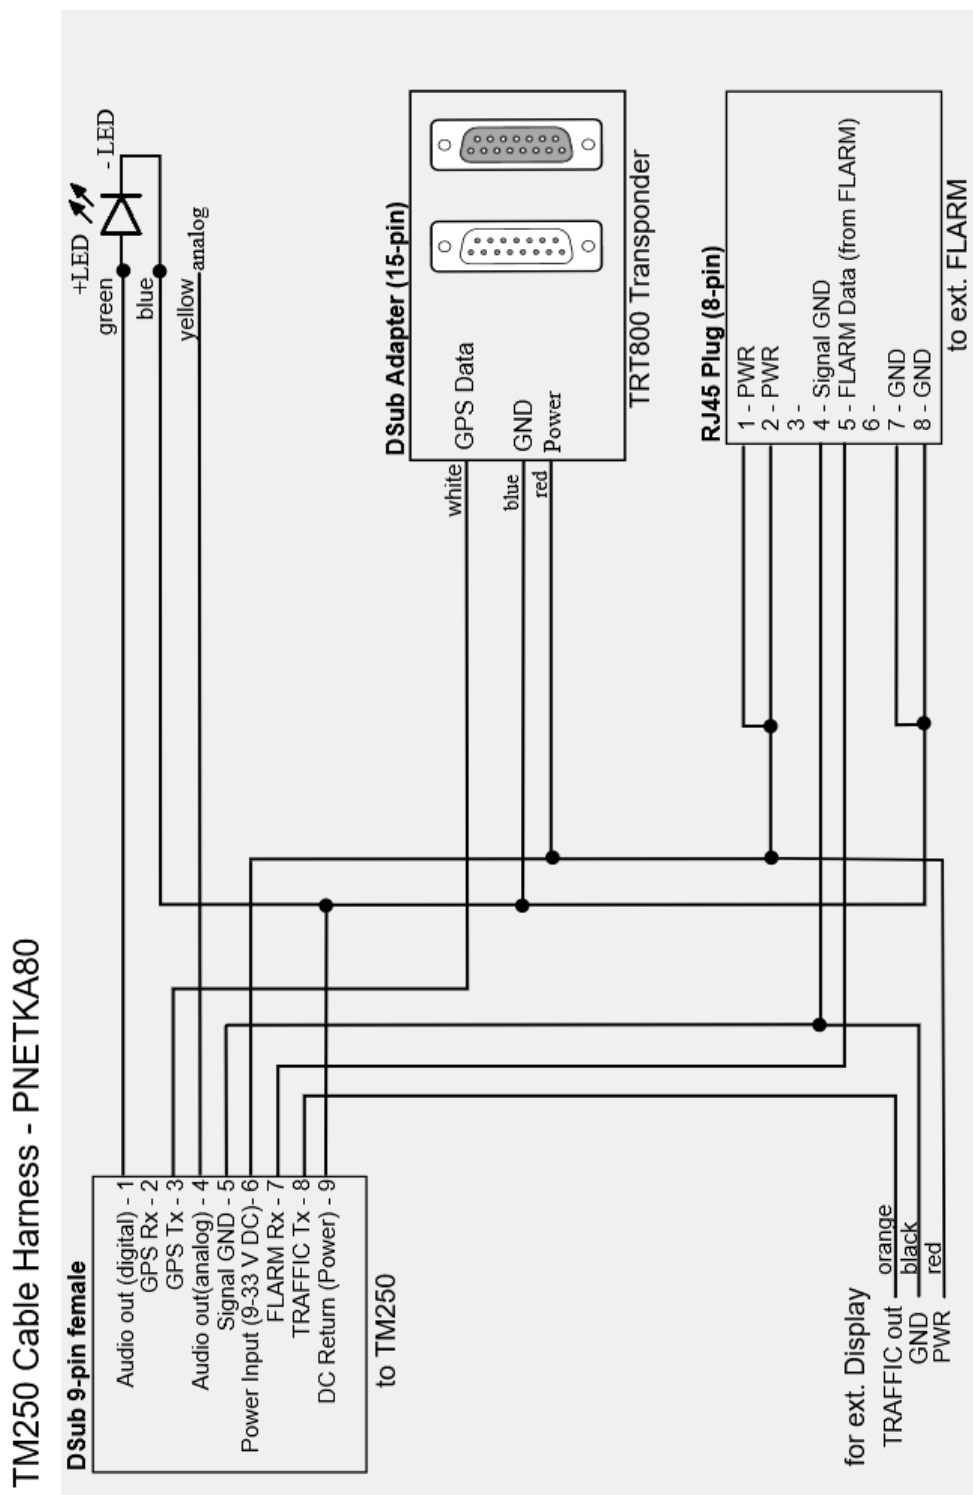 TM250 Cable Harness - PNETKA80
DSub 9-pin female
Audio out (digital) - 1
GPS Rx - 2
GPS Tx - 3
Audio out(analog) - 4
Signal GND - 5
Power Input (9-33 V DC)- 6
FLARM Rx - 7
TRAFFIC Tx - 8
DC Return (Power) - 9
to TM250
green
+LED
- LED
blue
yellow
analog
DSub Adapter (15-pin)
white
GPS Data
blue
GND
red
Power
TRT800 Transponder
RJ45 Plug (8-pin)
1 - PWR
2 - PWR
3 -
4 - Signal GND
5 - FLARM Data (from FLARM)
6 -
7 - GND
8 - GND
to ext. FLARM
for ext. Display
TRAFFIC out
orange
GND
black
PWR
red